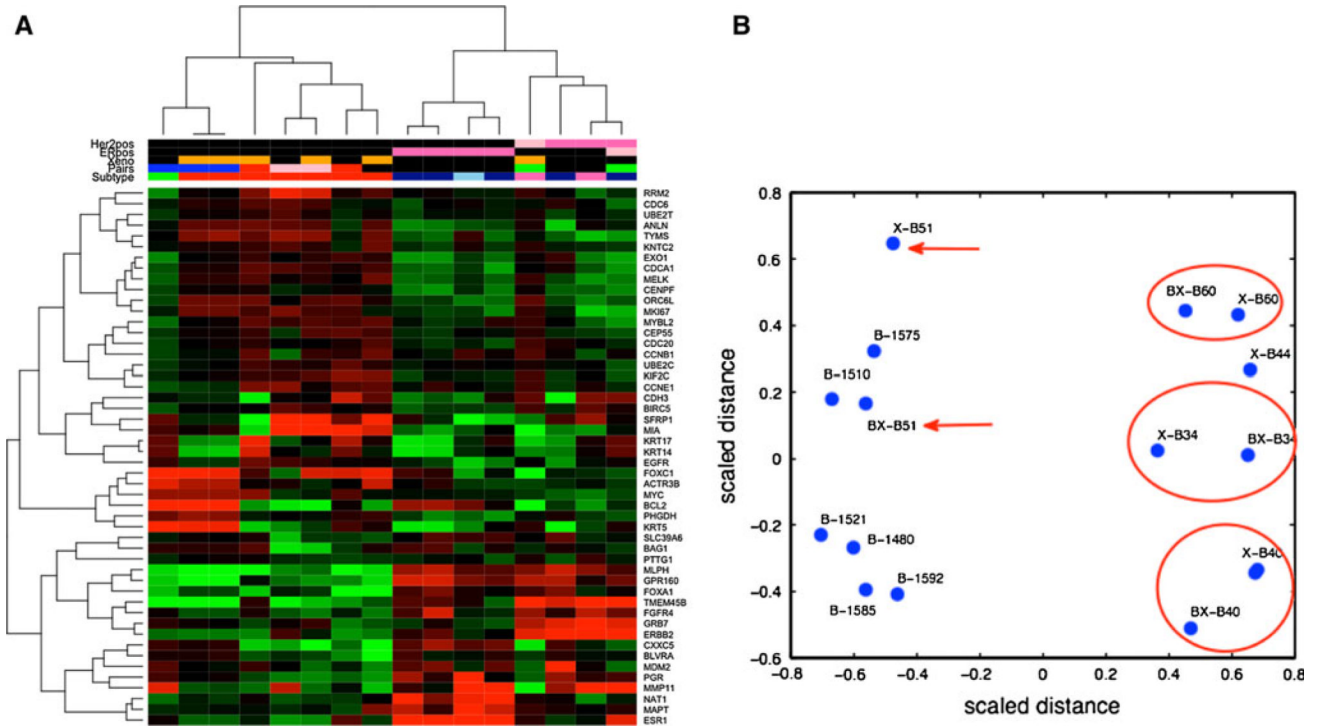 A
Her2pos
ERpos
Xeno
Pairs
Subtype
RRM2
CDC6
UBE2T
ANLN
TYMS
KNTC2
EXO1
CDCA1
MELK
CENPF
ORC6L
MKI67
MYBL2
CEP55
CDC20
CCNB1
UBE2C
KIF2C
CCNE1
CDH3
BIRC5
SFRP1
MIA
KRT17
KRT14
EGFR
FOXC1
ACTR3B
MYC
BCL2
PHGDH
KRT5
SLC39A6
BAG1
PTTG1
MLPH
GPR160
FOXA1
TMEM45B
FGFR4
GRB7
ERBB2
CXXC5
BLVRA
MDM2
PGR
MMP11
NAT1
MAPT
ESR1
B
0.8
0.6
0.4
0.2
0
−0.2
−0.4
−0.6
scaled distance
X−B51
BX−B60
X−B60
B−1575
X−B44
B−1510
BX−B51
X−B34
BX−B34
B−1521
B−1480
X−B40
B−1585
B−1592
BX−B40
−0.8 −0.6 −0.4 −0.2 0 0.2 0.4 0.6 0.8
scaled distance